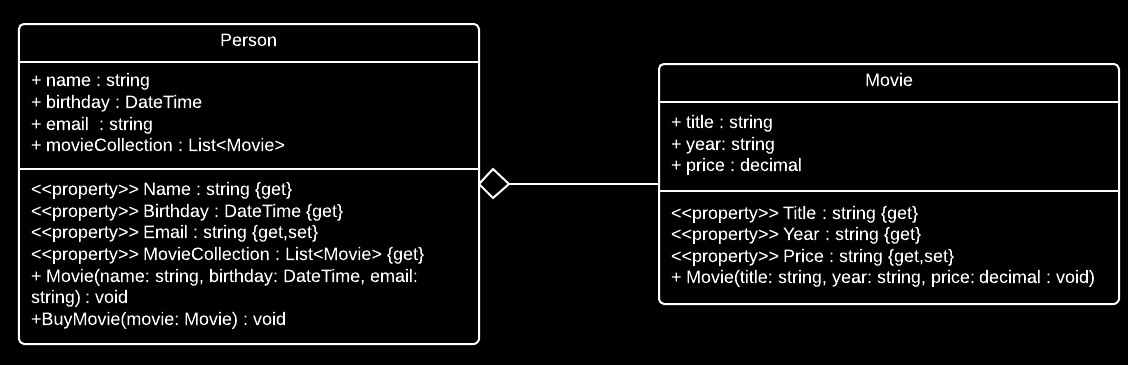 Person
+ name : string
+ birthday : DateTime
+ email  : string
+ movieCollection : List<Movie>
<<property>> Name : string {get}
<<property>> Birthday : DateTime {get}
<<property>> Email : string {get,set}
<<property>> MovieCollection : List<Movie> {get}
+ Movie(name: string, birthday: DateTime, email:
string) : void
+BuyMovie(movie: Movie) : void
Movie
+ title : string
+ year: string
+ price : decimal
<<property>> Title : string {get}
<<property>> Year : string {get}
<<property>> Price : string {get,set}
+ Movie(title: string, year: string, price: decimal : void)